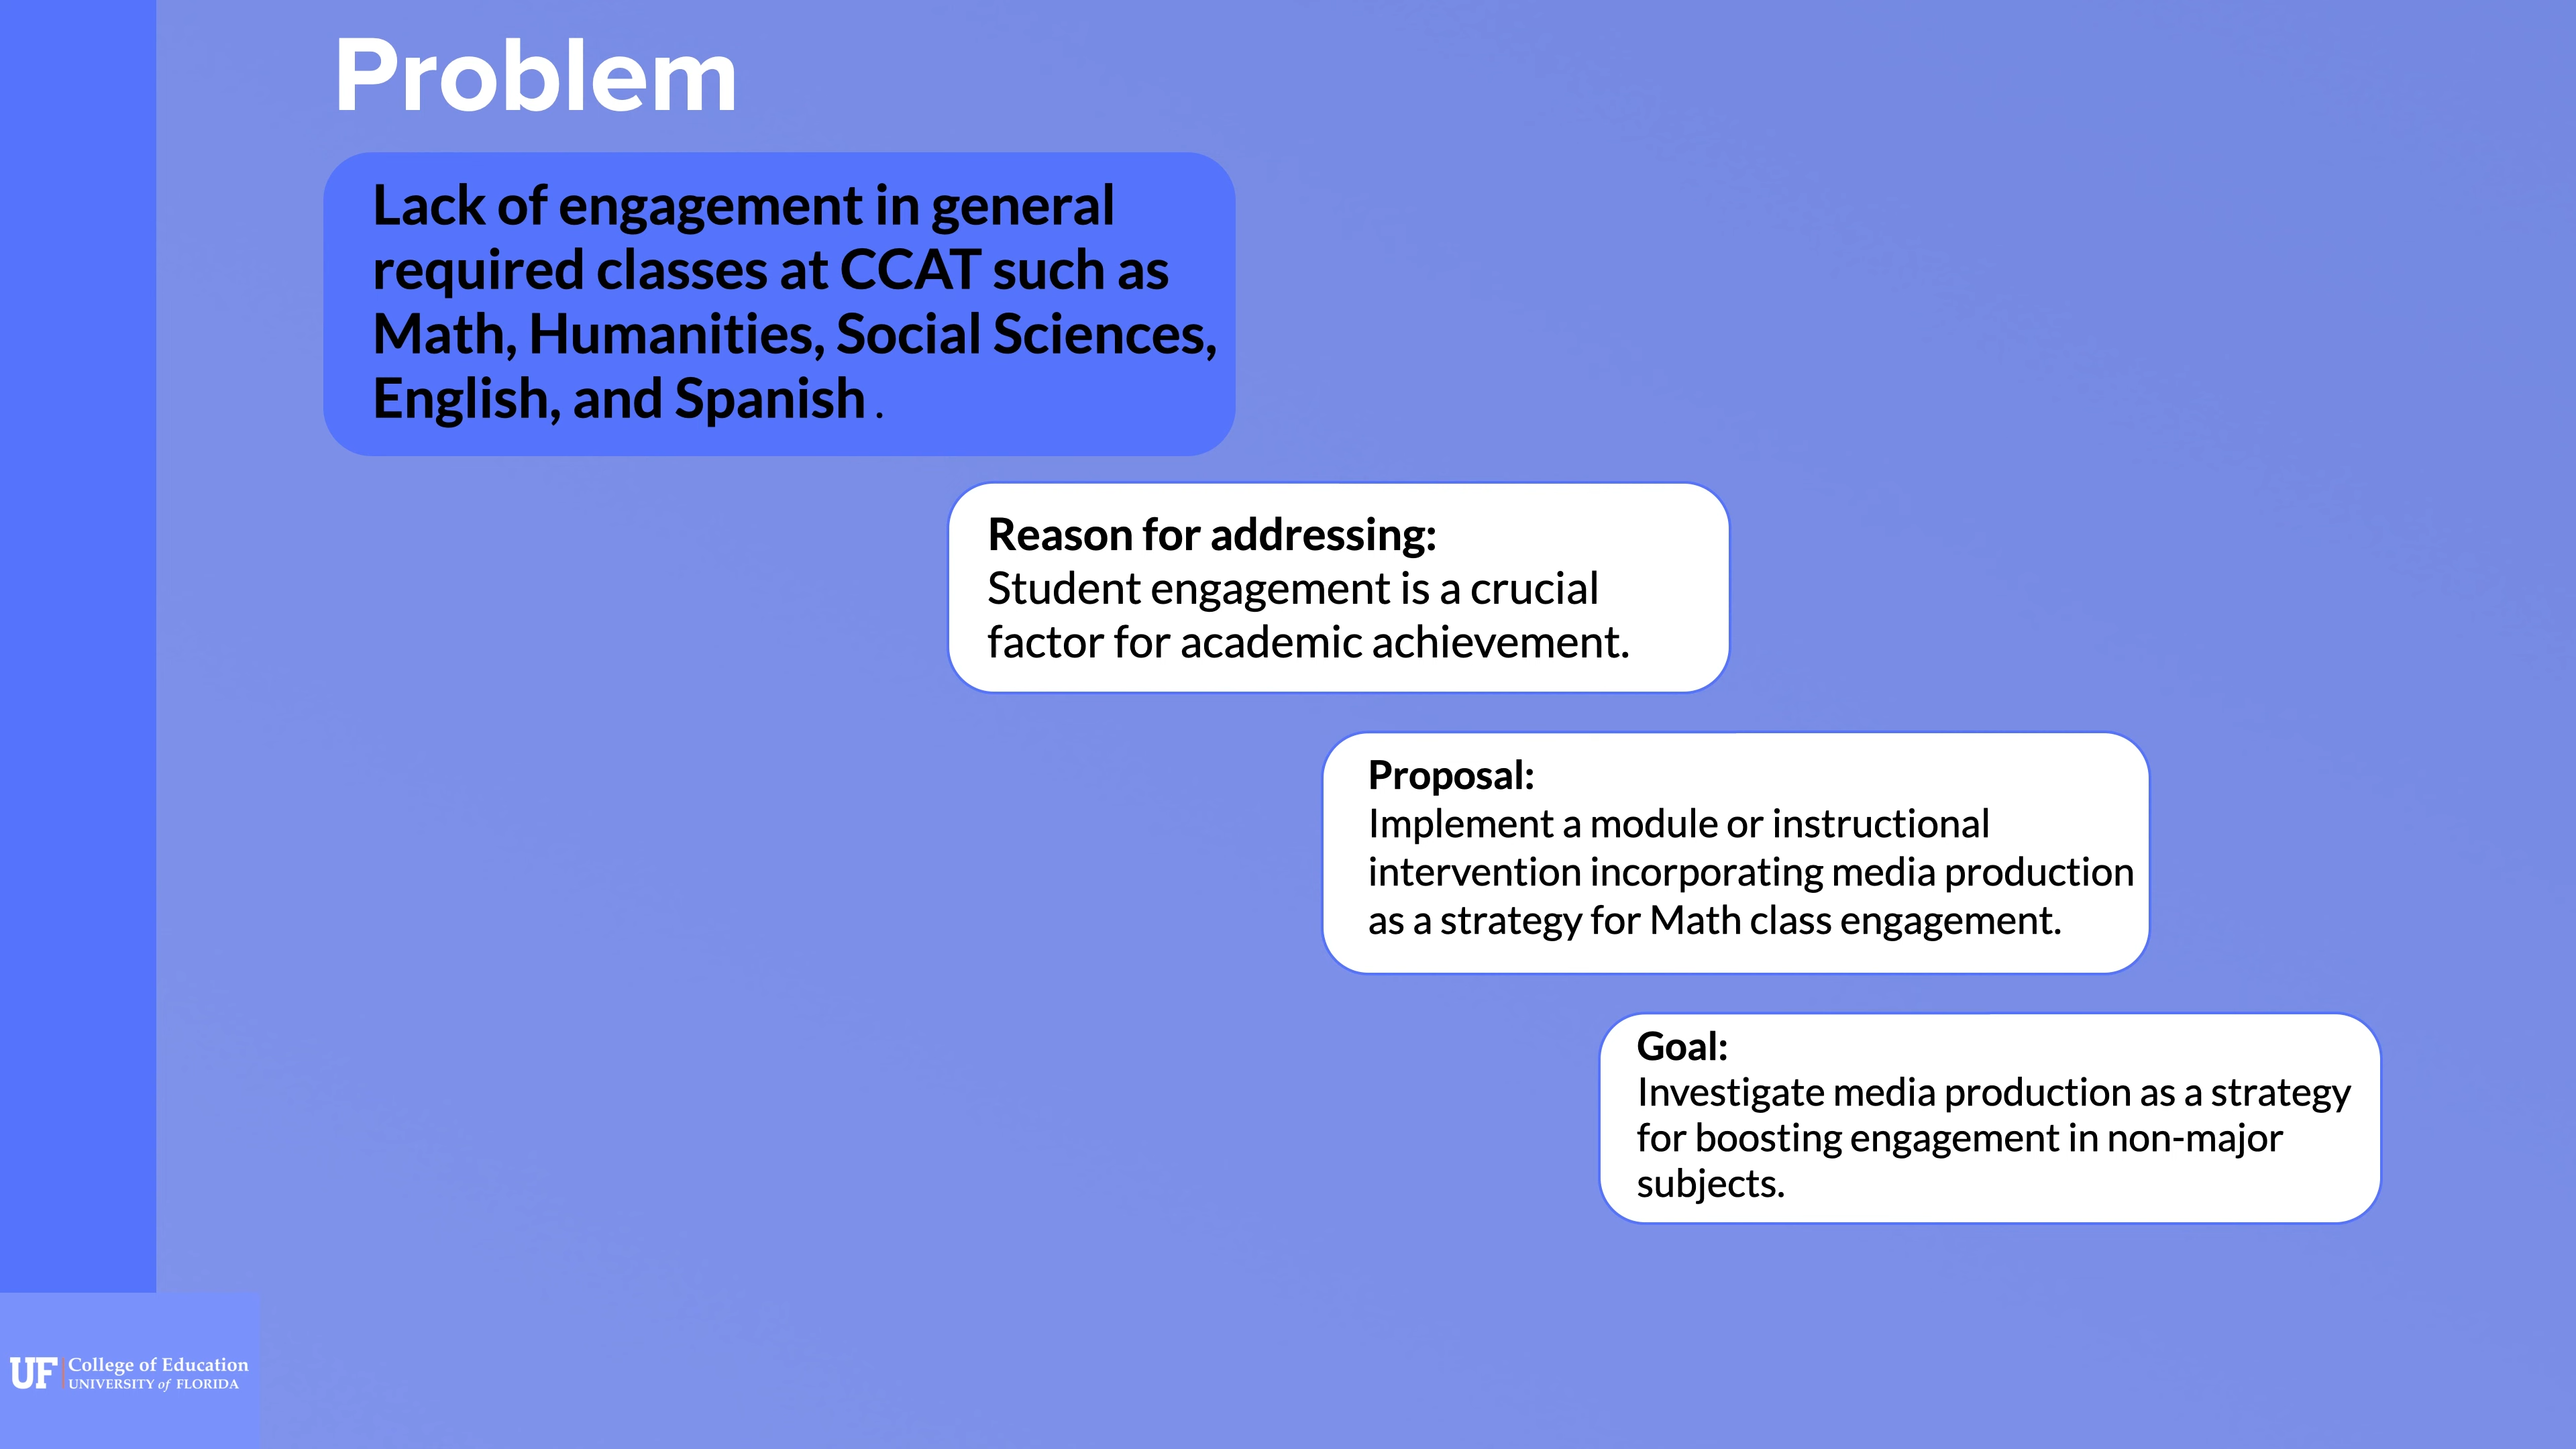 Problem
Lack of engagement in general
required classes at CCAT such as
Math, Humanities, Social Sciences,
English, and Spanish .
Reason for addressing:
Student engagement is a crucial
factor for academic achievement.
Proposal:
Implement a module or instructional
intervention incorporating media production
as a strategy for Math class engagement.
Goal:
Investigate media production as a strategy
for boosting engagement in non-major
subjects.
UF College of Education
UNIVERSITY of FLORIDA